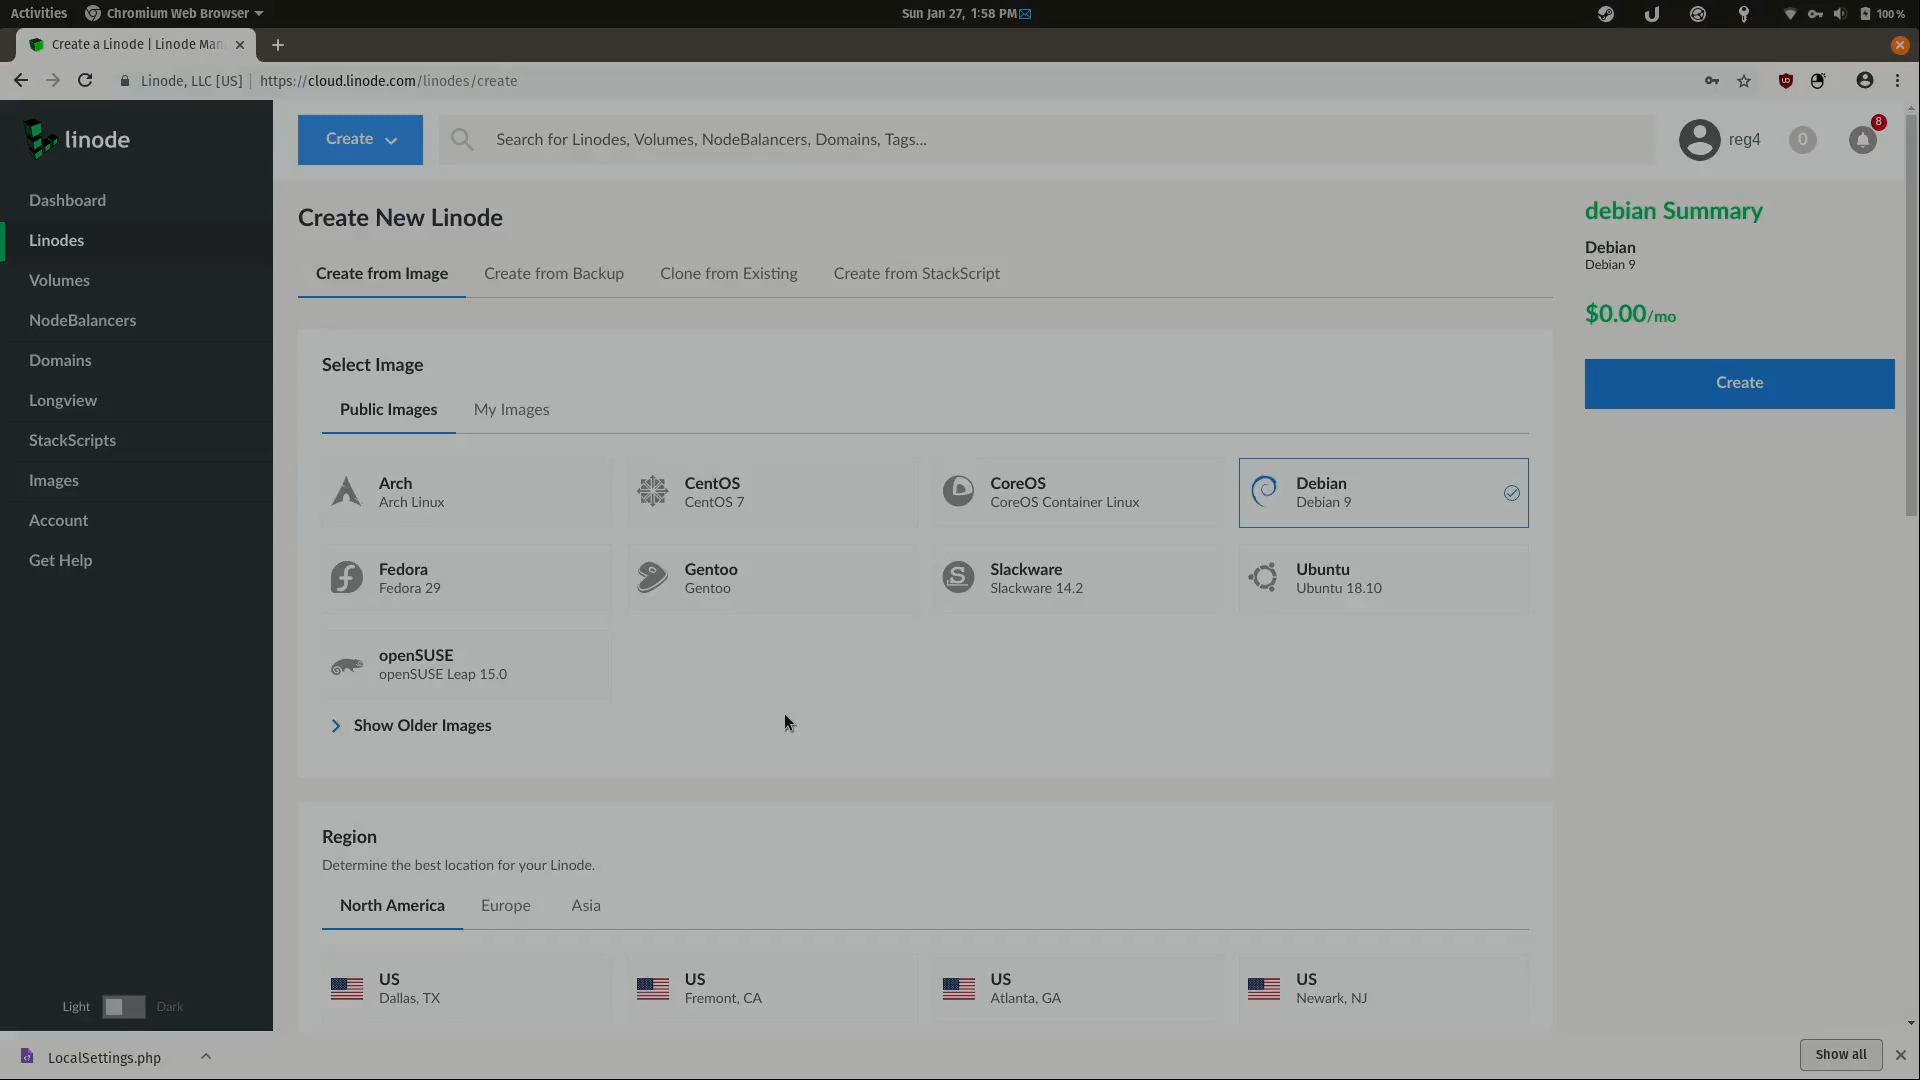 Activities
Chromium Web Browser
Sun Jan 27, 1:58 PM
100 %
Create a Linode | Linode Man
Linode, LLC [US]
https://cloud.linode.com/linodes/create
linode
Create
Search for Linodes, Volumes, NodeBalancers, Domains, Tags...
reg4
0
8
Dashboard
Linodes
Volumes
NodeBalancers
Domains
Longview
StackScripts
Images
Account
Get Help
Light
Dark
Create New Linode
Create from Image
Create from Backup
Clone from Existing
Create from StackScript
Select Image
Public Images
My Images
Arch
Arch Linux
CentOS
CentOS 7
CoreOS
CoreOS Container Linux
Debian
Debian 9
Fedora
Fedora 29
Gentoo
Gentoo
Slackware
Slackware 14.2
Ubuntu
Ubuntu 18.10
openSUSE
openSUSE Leap 15.0
Show Older Images
Region
Determine the best location for your Linode.
North America
Europe
Asia
US
Dallas, TX
US
Fremont, CA
US
Atlanta, GA
US
Newark, NJ
debian Summary
Debian
Debian 9
$0.00/mo
Create
LocalSettings.php
Show all